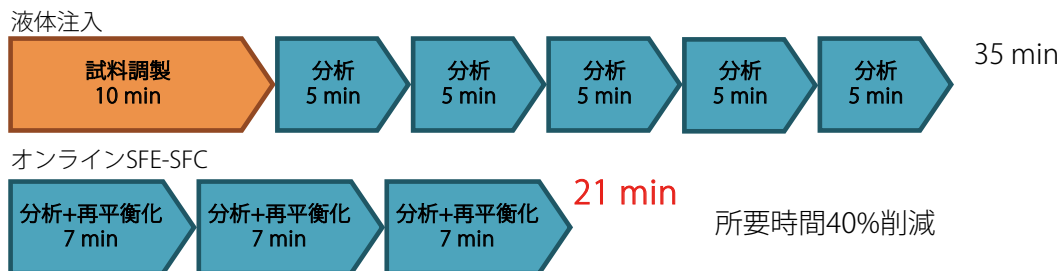 液体注入
試料調製
10 min
分析
5 min
分析
5 min
分析
5 min
分析
5 min
分析
5 min
35 min
オンラインSFE-SFC
分析+再平衡化
7 min
分析+再平衡化
7 min
分析+再平衡化
7 min
21 min
所要時間40%削減